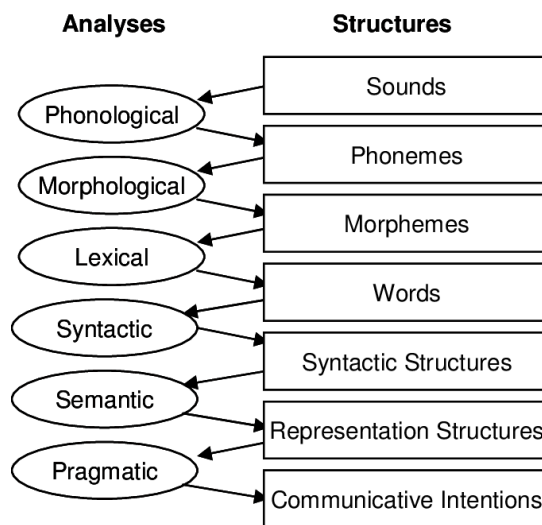 Analyses
Structures
Sounds
Phonological
Phonemes
Morphological
Morphemes
Lexical
Words
Syntactic
Syntactic Structures
Semantic
Representation Structures
Pragmatic
Communicative Intentions